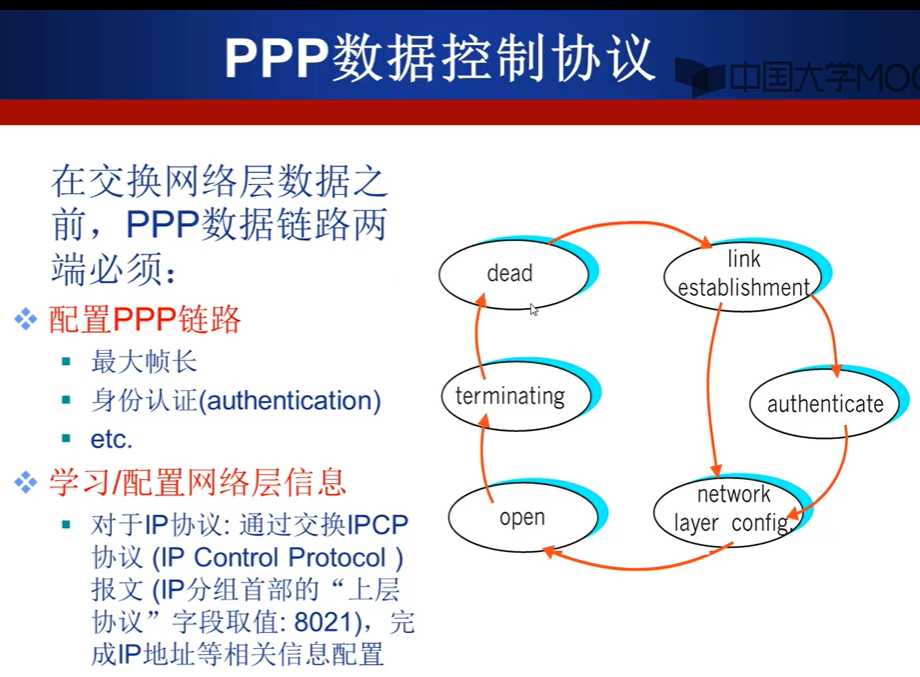 PPP数据控制协议
中国大学MOO
在交换网络层数据之
前，PPP数据链路两
端必须：
配置PPP链路
最大帧长
身份认证(authentication)
etc.
学习/配置网络层信息
对于IP协议: 通过交换IPCP
协议 (IP Control Protocol )
报文 (IP分组首部的“上层
协议”字段取值: 8021)，完
成IP地址等相关信息配置
dead
link
establishment
terminating
authenticate
open
network
layer config.